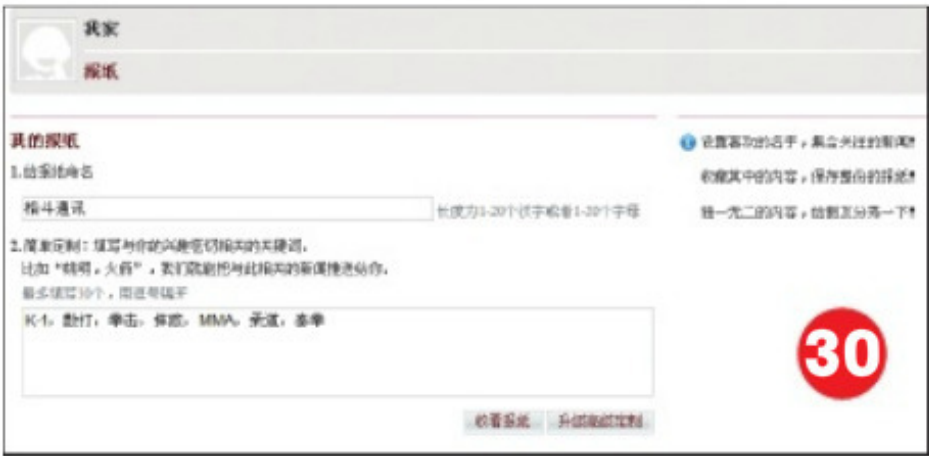 我家
报纸
我的报纸
设置喜欢的名字，集合关注的新闻！
1.给报纸命名
收藏其中的内容，保存整份的报纸！
格斗通讯
长度为1-20个汉字或者1-20个字母
独一无二的内容，给朋友分享一下！
2.简单定制：填写与你的兴趣密切相关的关键词，
比如“姚明，火箭”，我们就能把与此相关的新闻推送给你。
最多填写30个，用逗号隔开
K-1，散打，拳击，摔跤，MMA，柔道，泰拳
30
收看报纸
升级高级定制